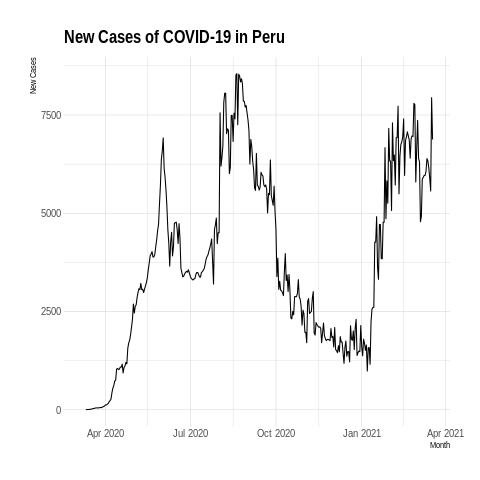 New Cases of COVID-19 in Peru
New Cases
7500
5000
2500
0
Apr 2020
Jul 2020
Oct 2020
Jan 2021
Apr 2021
Month